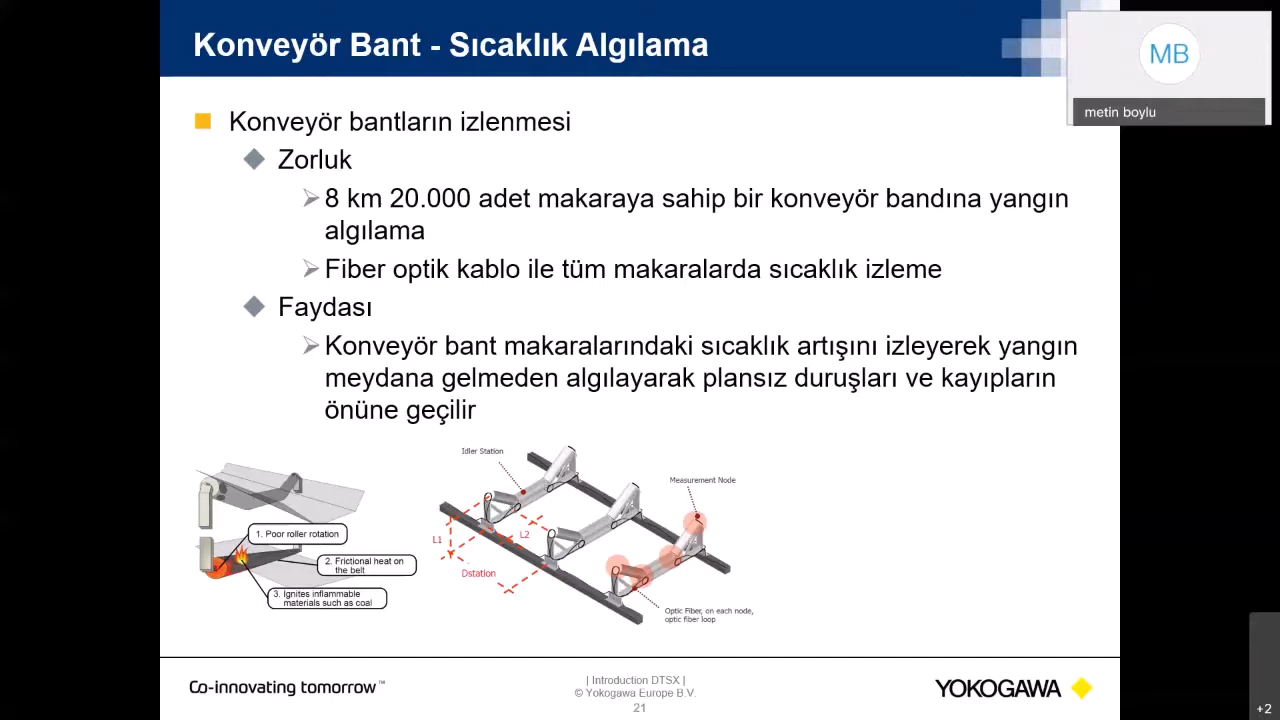 Konveyör Bant - Sıcaklık Algılama
MB
metin boylu
Konveyör bantların izlenmesi
Zorluk
8 km 20.000 adet makaraya sahip bir konveyör bandına yangın
algılama
Fiber optik kablo ile tüm makaralarda sıcaklık izleme
Faydası
Konveyör bant makaralarındaki sıcaklık artışını izleyerek yangın
meydana gelmeden algılayarak plansız duruşları ve kayıpların
önüne geçilir
1. Poor roller rotation
2. Frictional heat on
the belt
3. Ignites inflammable
materials such as coal
Idler Station
Measurement Node
L1
L2
Dstation
Optic Fiber, on each node,
optic fiber loop
Co-innovating tomorrow™
| Introduction DTSX |
© Yokogawa Europe B.V.
21
YOKOGAWA
+2